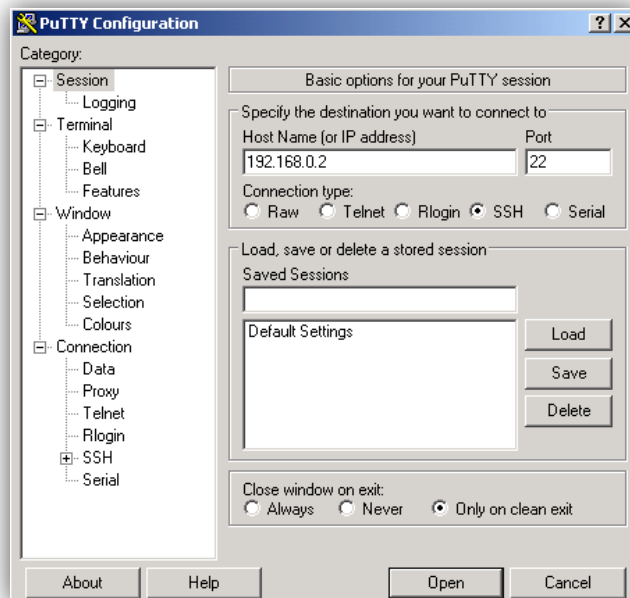 PuTTY Configuration
Category:
Session
Logging
Terminal
Keyboard
Bell
Features
Window
Appearance
Behaviour
Translation
Selection
Colours
Connection
Data
Proxy
Telnet
Rlogin
SSH
Serial
Basic options for your PuTTY session
Specify the destination you want to connect to
Host Name (or IP address) Port
192.168.0.2 22
Connection type:
Raw Telnet Rlogin SSH Serial
Load, save or delete a stored session
Saved Sessions
Default Settings
Load
Save
Delete
Close window on exit:
Always Never Only on clean exit
About Help Open Cancel